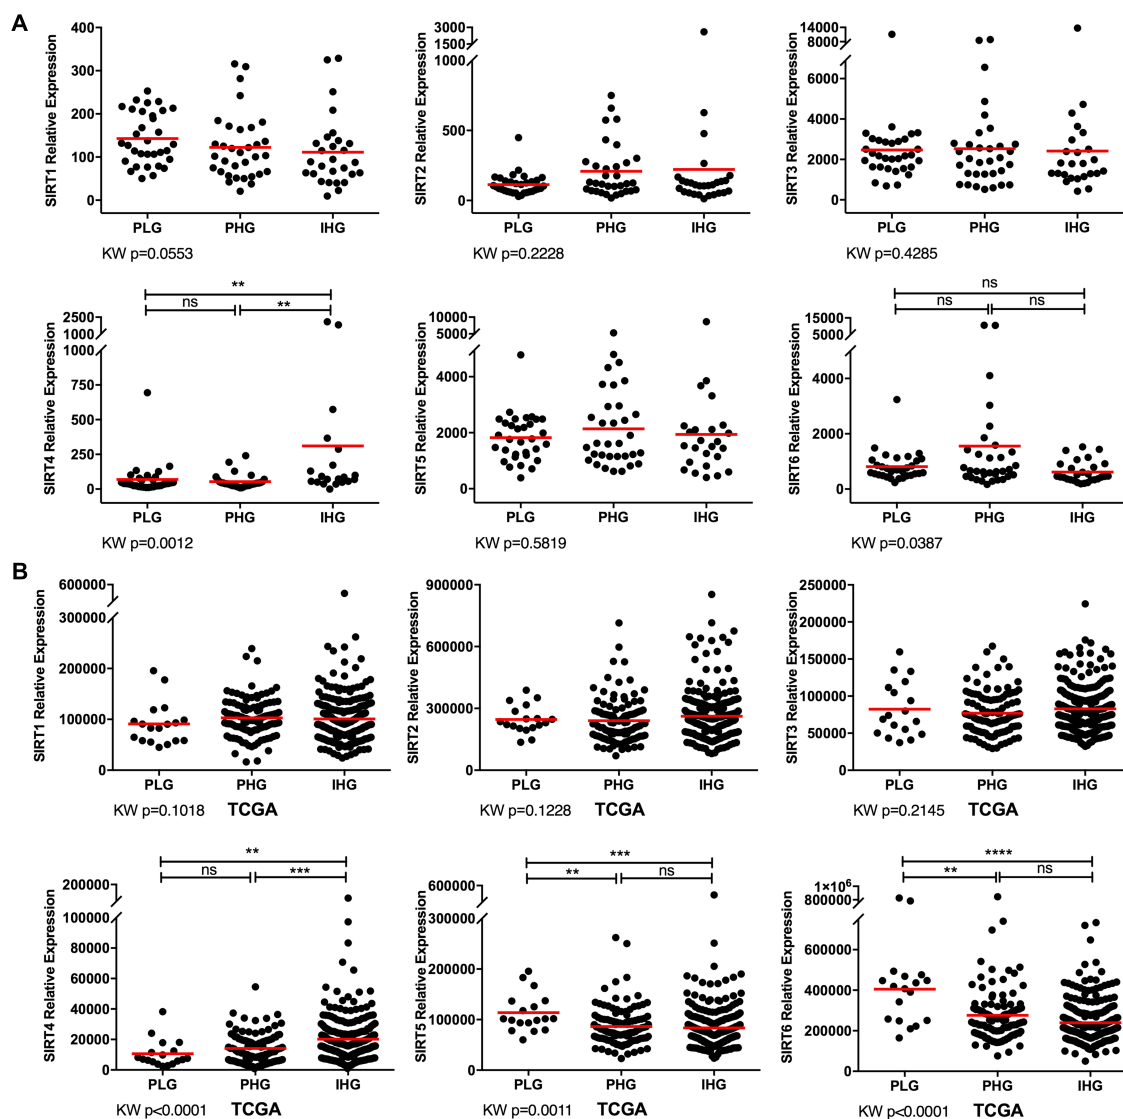 A
SIRT1 Relative Expression
400
300
200
100
0
PLG PHG IHG
KW p=0.0553
SIRT2 Relative Expression
3000
1500
1000
500
0
PLG PHG IHG
KW p=0.2228
SIRT3 Relative Expression
14000
8000
6000
4000
2000
0
PLG PHG IHG
KW p=0.4285
SIRT4 Relative Expression
**
ns **
2500
1000
1000
750
500
250
0
PLG PHG IHG
KW p=0.0012
SIRT5 Relative Expression
10000
5000
4000
2000
0
PLG PHG IHG
KW p=0.5819
SIRT6 Relative Expression
ns
ns ns
15000
5000
4000
2000
0
PLG PHG IHG
KW p=0.0387
B
SIRT1 Relative Expression
600000
300000
200000
100000
0
PLG PHG IHG
KW p=0.1018 TCGA
SIRT2 Relative Expression
900000
600000
300000
0
PLG PHG IHG
KW p=0.1228 TCGA
SIRT3 Relative Expression
250000
200000
150000
100000
50000
0
PLG PHG IHG
KW p=0.2145 TCGA
SIRT4 Relative Expression
**
ns ***
200000
100000
80000
60000
40000
20000
0
PLG PHG IHG
KW p<0.0001 TCGA
SIRT5 Relative Expression
***
** ns
600000
300000
200000
100000
0
PLG PHG IHG
KW p=0.0011 TCGA
SIRT6 Relative Expression
****
** ns
1×10⁶
800000
600000
400000
200000
0
PLG PHG IHG
KW p<0.0001 TCGA